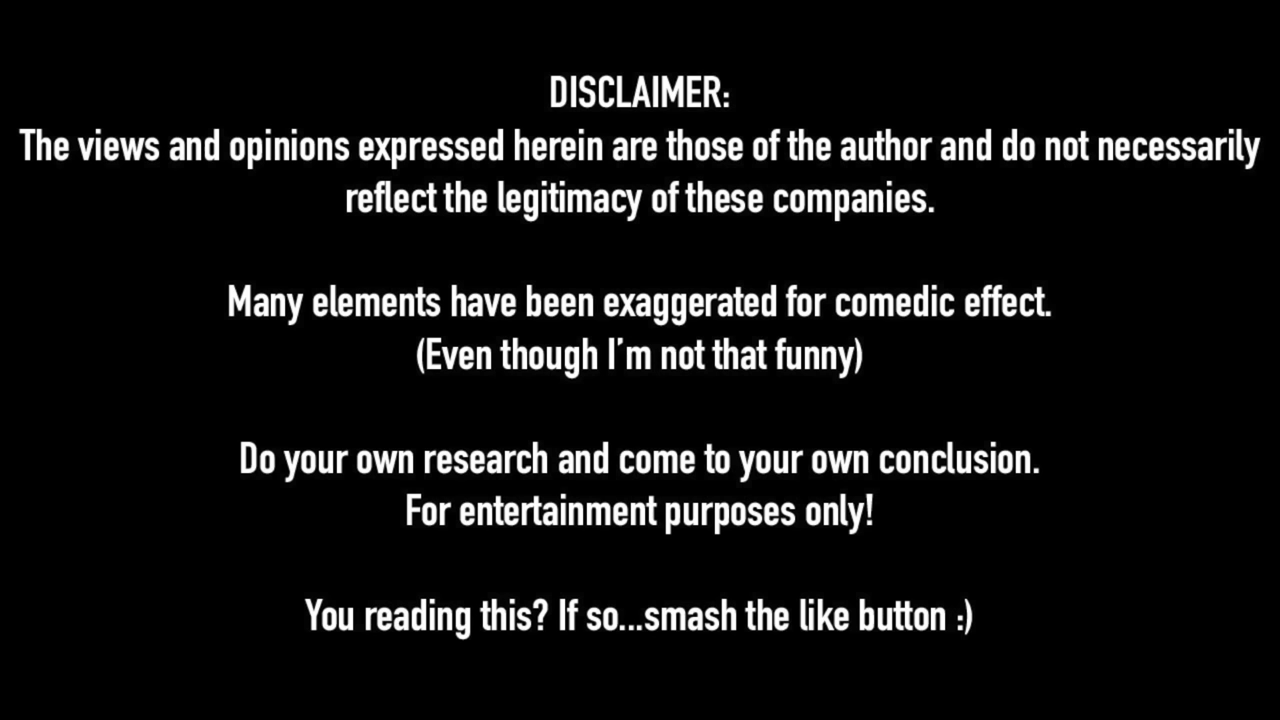 DISCLAIMER:
The views and opinions expressed herein are those of the author and do not necessarily
reflect the legitimacy of these companies.
Many elements have been exaggerated for comedic effect.
(Even though I’m not that funny)
Do your own research and come to your own conclusion.
For entertainment purposes only!
You reading this? If so...smash the like button :)